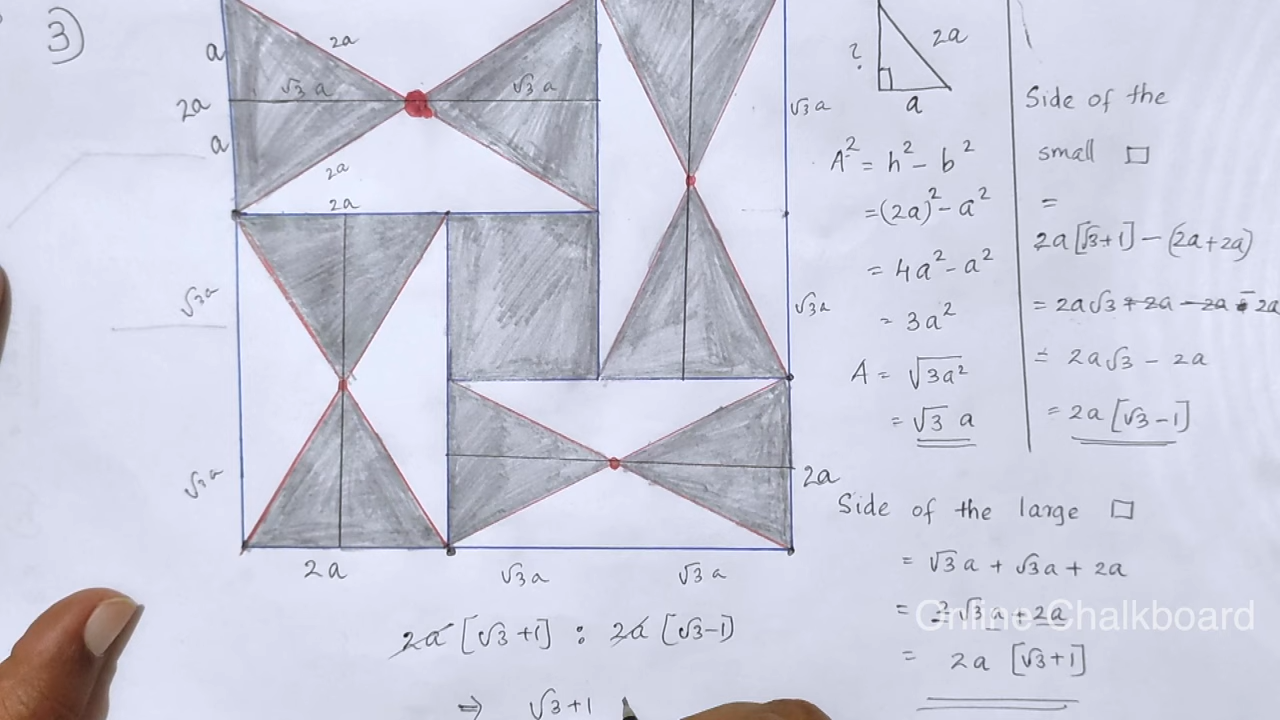 3)
a
2a
a
2a
√3 a
√3 a
2a
2a
√3 a
√3 a
2a
√3 a
√3 a
√3 a
√3 a
2a
2a [√3 +1] : 2a [√3-1]
⇒ √3+1
?
2a
a
A² = h² - b²
=(2a)² - a²
= 4a² - a²
= 3a²
A = √3a²
= √3 a
Side of the
small □
=
2a[√3+1] - (2a+2a)
= 2a√3 + 2a - 2a - 2a
= 2a√3 - 2a
= 2a [√3-1]
Side of the large □
= √3 a + √3a + 2a
= 2√3 a + 2a
= 2a [√3+1]
Online Chalkboard